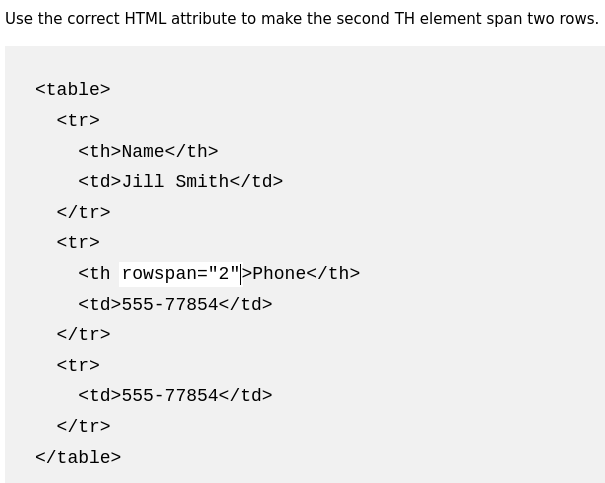 Use the correct HTML attribute to make the second TH element span two rows.
<table>
<tr>
<th>Name</th>
<td>Jill Smith</td>
</tr>
<tr>
<th rowspan="2">Phone</th>
<td>555-77854</td>
</tr>
<tr>
<td>555-77854</td>
</tr>
</table>